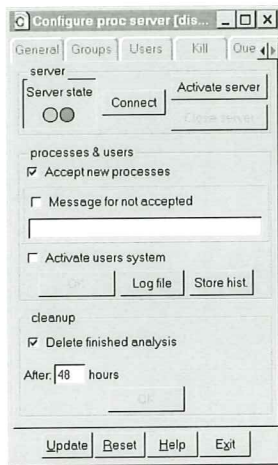 Configure proc server [dis...
General Groups Users Kill Que
server
Server state
Connect
Activate server
Close server
processes & users
Accept new processes
Message for not accepted
Activate users system
OK Log file Store hist.
cleanup
Delete finished analysis
After: 48 hours
OK
Update Reset Help Exit